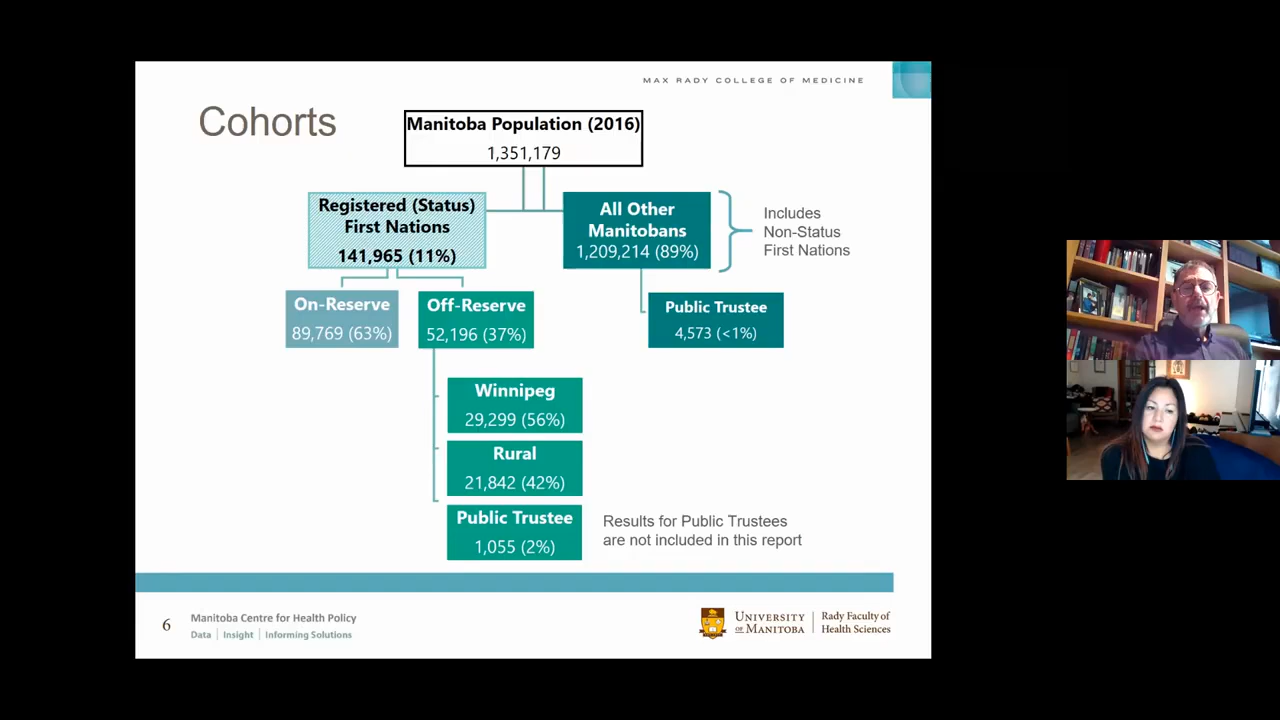 MAX RADY COLLEGE OF MEDICINE
Cohorts
Manitoba Population (2016)
1,351,179
Registered (Status)
First Nations
141,965 (11%)
All Other
Manitobans
1,209,214 (89%)
Includes
Non-Status
First Nations
On-Reserve
89,769 (63%)
Off-Reserve
52,196 (37%)
Public Trustee
4,573 (<1%)
Winnipeg
29,299 (56%)
Rural
21,842 (42%)
Public Trustee
1,055 (2%)
Results for Public Trustees
are not included in this report
6
Manitoba Centre for Health Policy
Data | Insight | Informing Solutions
UNIVERSITY
OF MANITOBA
Rady Faculty of
Health Sciences